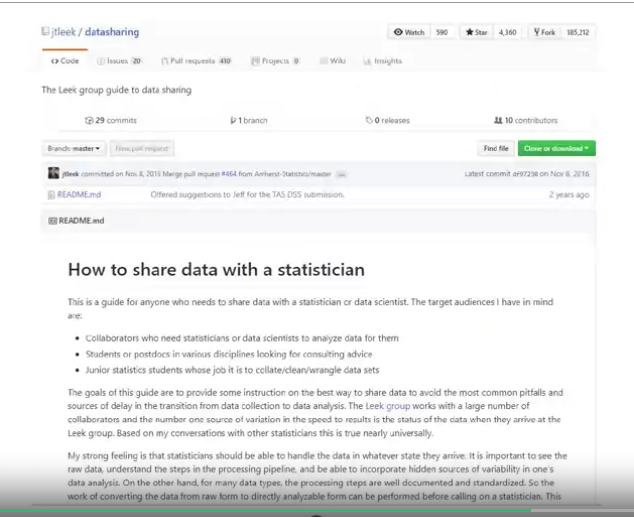 jtleek / datasharing
Watch 590 Star 4,360 Fork 185,212
Code Issues 20 Pull requests 410 Projects 0 Wiki Insights
The Leek group guide to data sharing
29 commits 1 branch 0 releases 10 contributors
Branch: master New pull request Find file Clone or download
jtleek committed on Nov 8, 2016 Merge pull request #464 from Amherst-Statistics/master ... Latest commit on Nov 8, 2016
README.md Offered suggestions to Jeff for the TAS DSS submission. 2 years ago
README.md
How to share data with a statistician
This is a guide for anyone who needs to share data with a statistician or data scientist. The target audiences I have in mind
are:
• Collaborators who need statisticians or data scientists to analyze data for them
• Students or postdocs in various disciplines looking for consulting advice
• Junior statistics students whose job it is to collate/clean/wrangle data sets
The goals of this guide are to provide some instruction on the best way to share data to avoid the most common pitfalls and
sources of delay in the transition from data collection to data analysis. The Leek group works with a large number of
collaborators and the number one source of variation in the speed to results is the status of the data when they arrive at the
Leek group. Based on my conversations with other statisticians this is true nearly universally.
My strong feeling is that statisticians should be able to handle the data in whatever state they arrive. It is important to see the
raw data, understand the steps in the processing pipeline, and be able to incorporate hidden sources of variability in one's
data analysis. On the other hand, for many data types, the processing steps are well documented and standardized. So the
work of converting the data from raw form to directly analyzable form can be performed before calling on a statistician. This